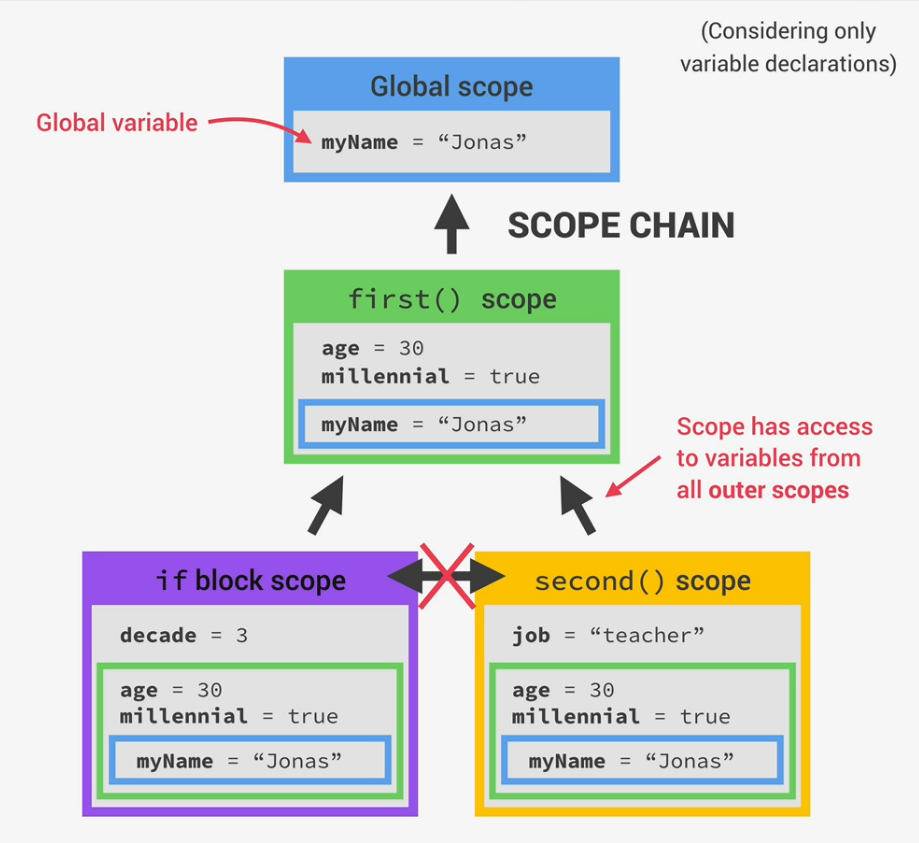 (Considering only
variable declarations)
Global scope
Global variable
myName = “Jonas”
SCOPE CHAIN
first() scope
age = 30
millennial = true
myName = “Jonas”
Scope has access
to variables from
all outer scopes
if block scope
decade = 3
age = 30
millennial = true
myName = “Jonas”
second() scope
job = “teacher”
age = 30
millennial = true
myName = “Jonas”